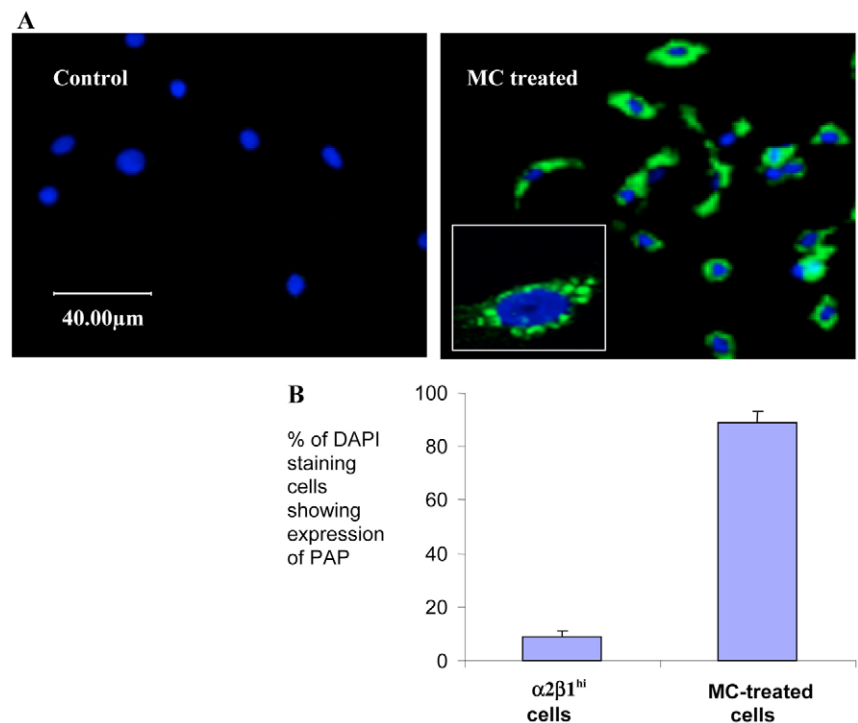 A
Control
40.00µm
MC treated
B
% of DAPI
staining
cells
showing
expression
of PAP
100
80
60
40
20
0
α2β1hi
cells
MC-treated
cells